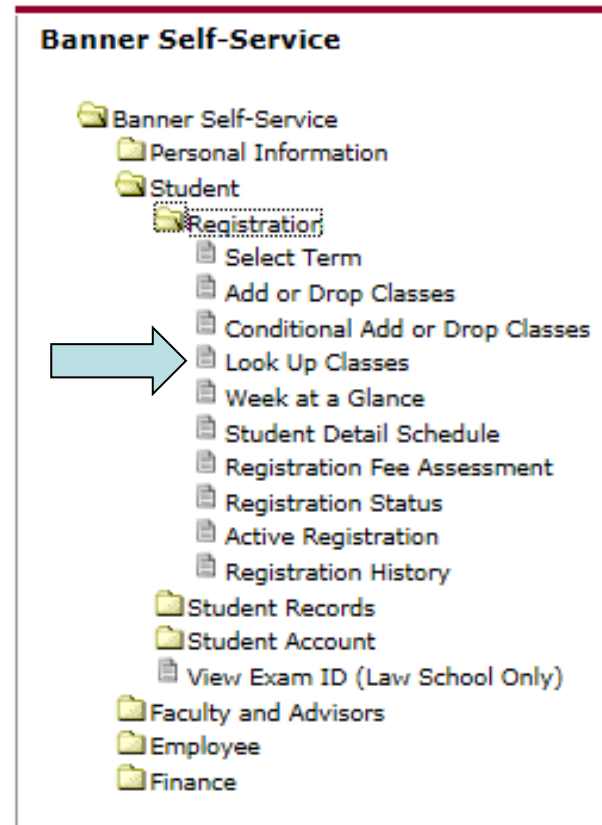 Banner Self-Service
Banner Self-Service
Personal Information
Student
Registration
Select Term
Add or Drop Classes
Conditional Add or Drop Classes
Look Up Classes
Week at a Glance
Student Detail Schedule
Registration Fee Assessment
Registration Status
Active Registration
Registration History
Student Records
Student Account
View Exam ID (Law School Only)
Faculty and Advisors
Employee
Finance